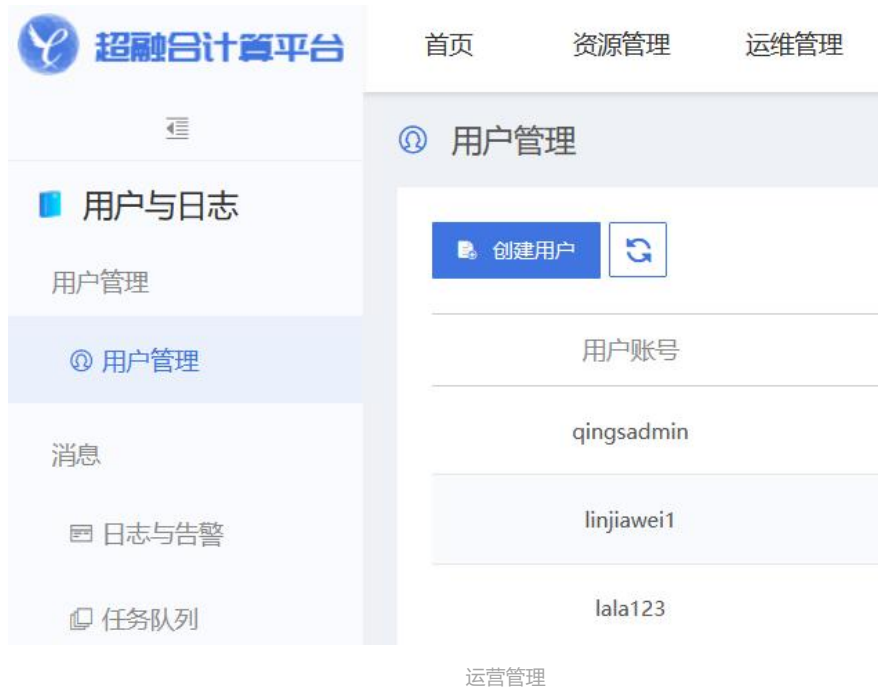 超融合计算平台
首页 资源管理 运维管理
用户管理
用户与日志
用户管理
用户管理
消息
日志与告警
任务队列
创建用户
用户账号
qingsadmin
linjiawei1
lala123
运营管理